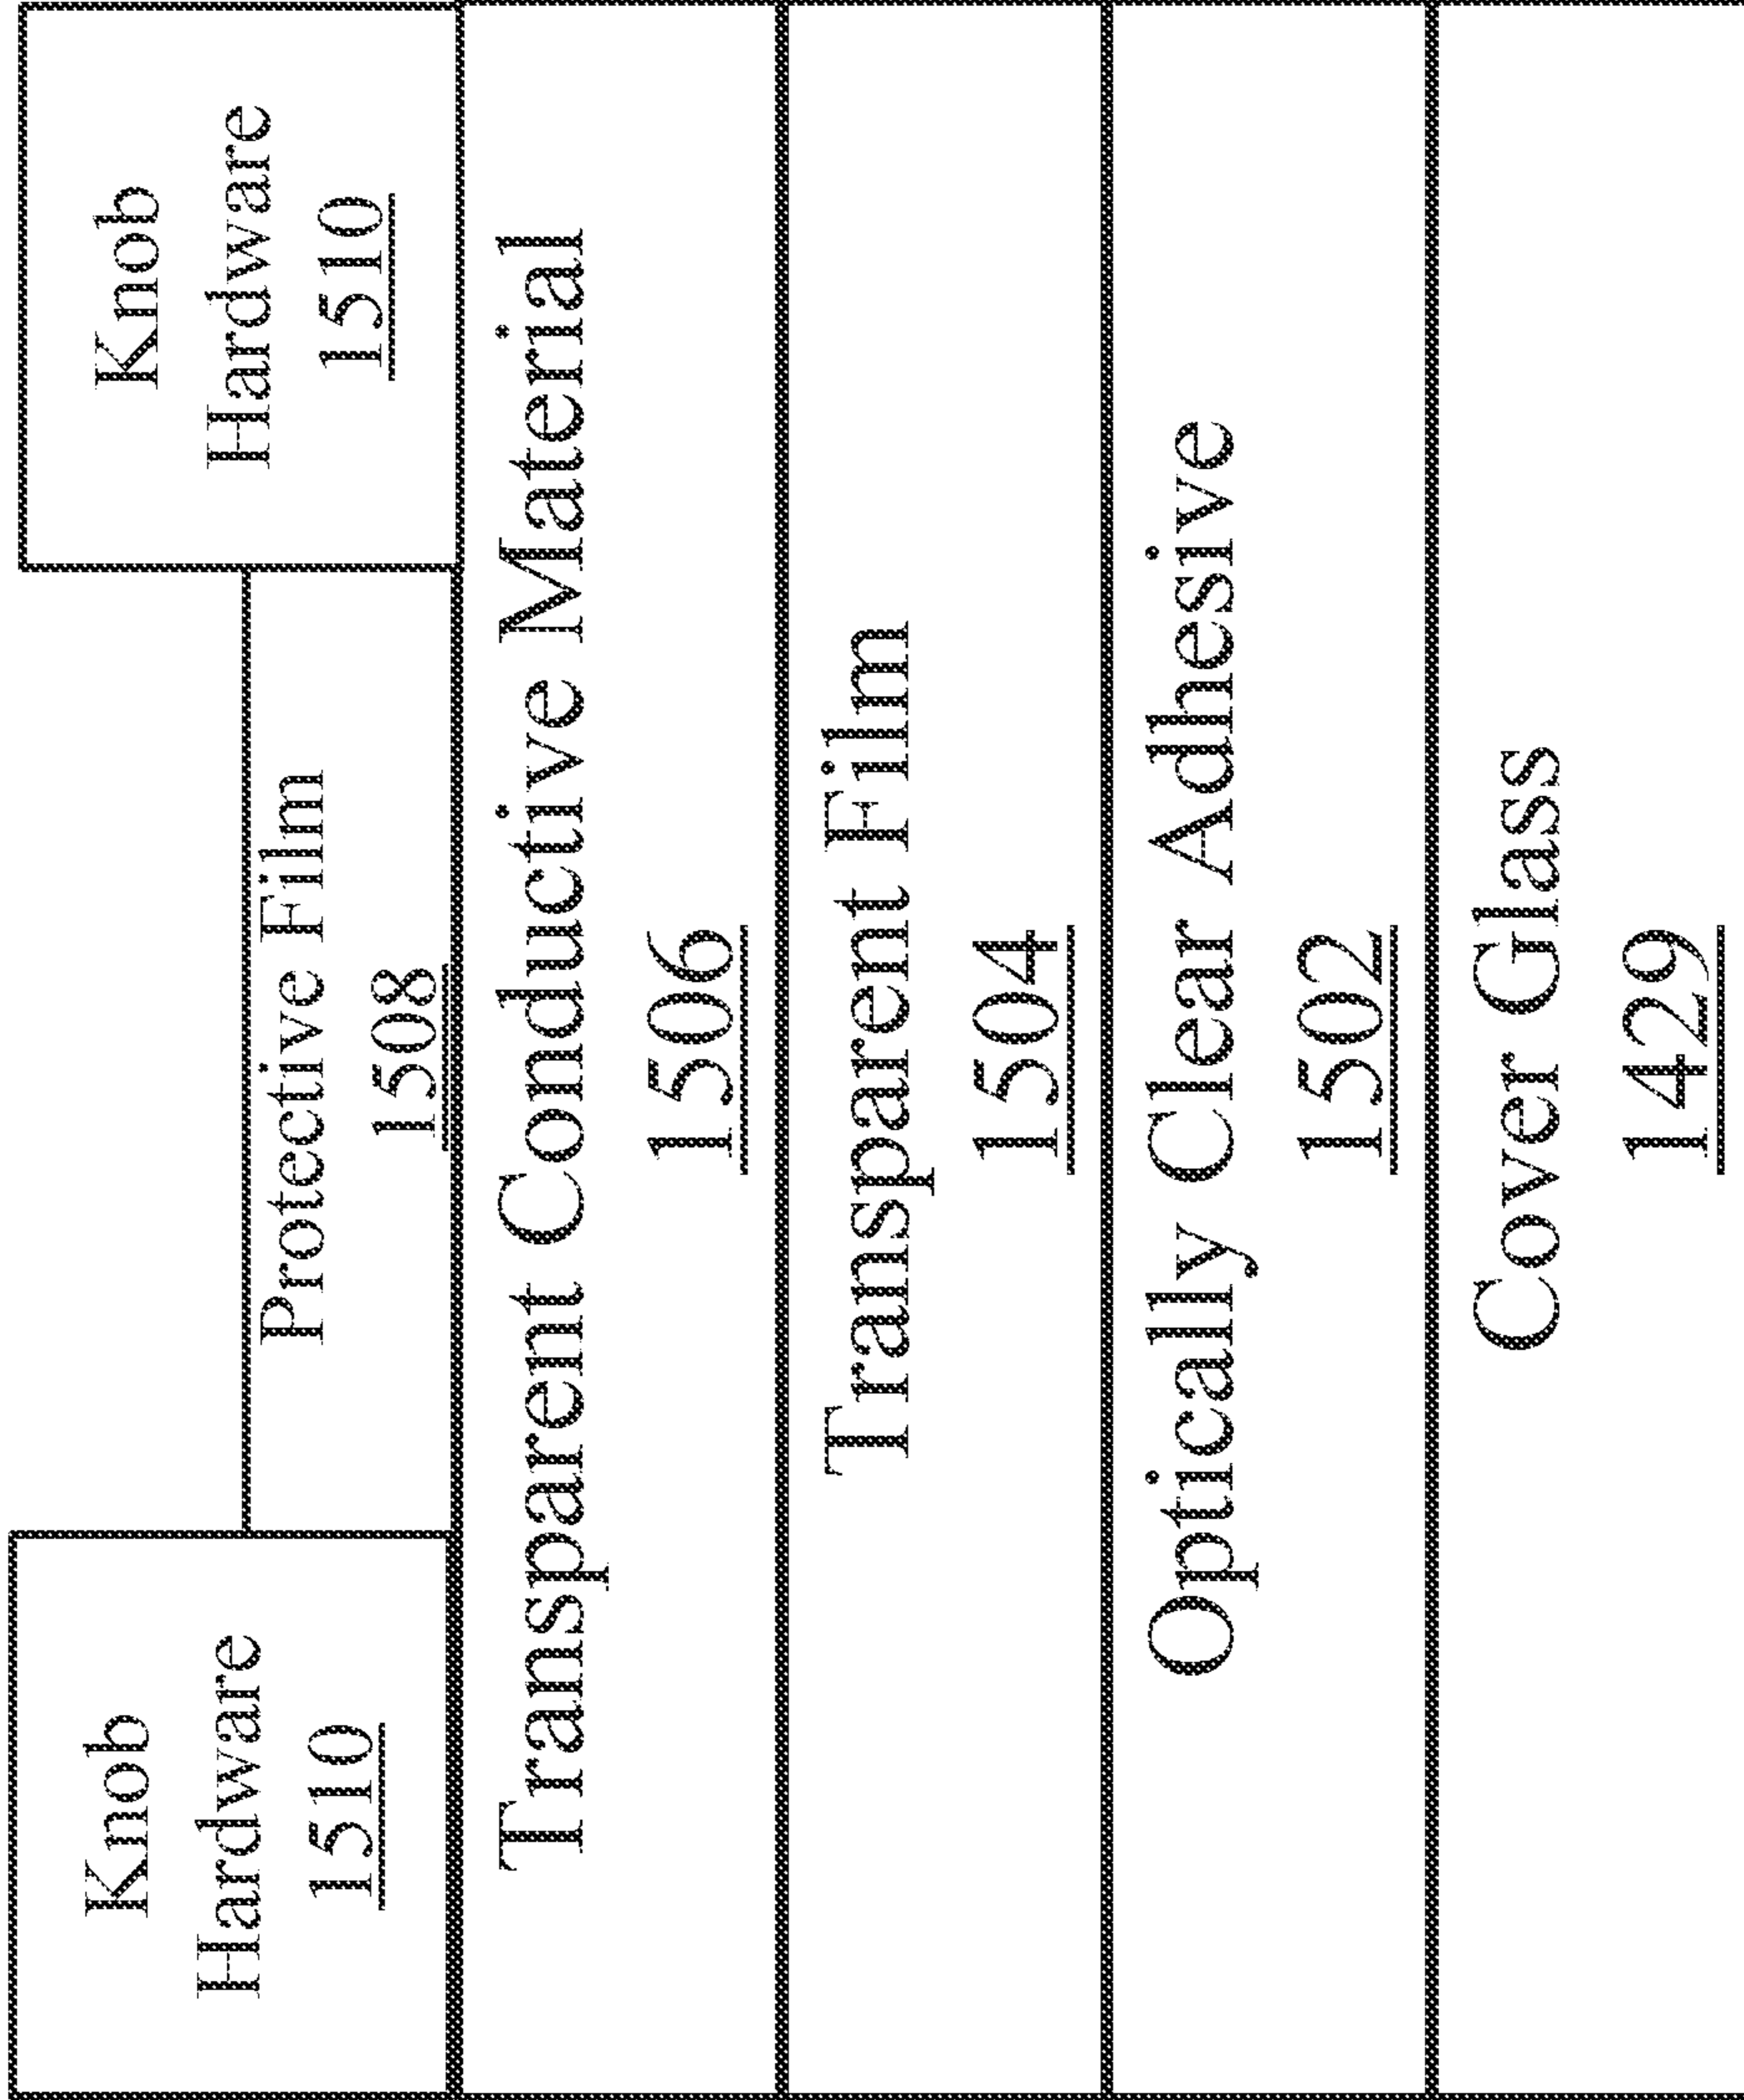 Knob
Hardware
1510
Protective Film
1508
Knob
Hardware
1510
Transparent Conductive Material
1506
Transparent Film
1504
Optically Clear Adhesive
1502
Cover Glass
1429